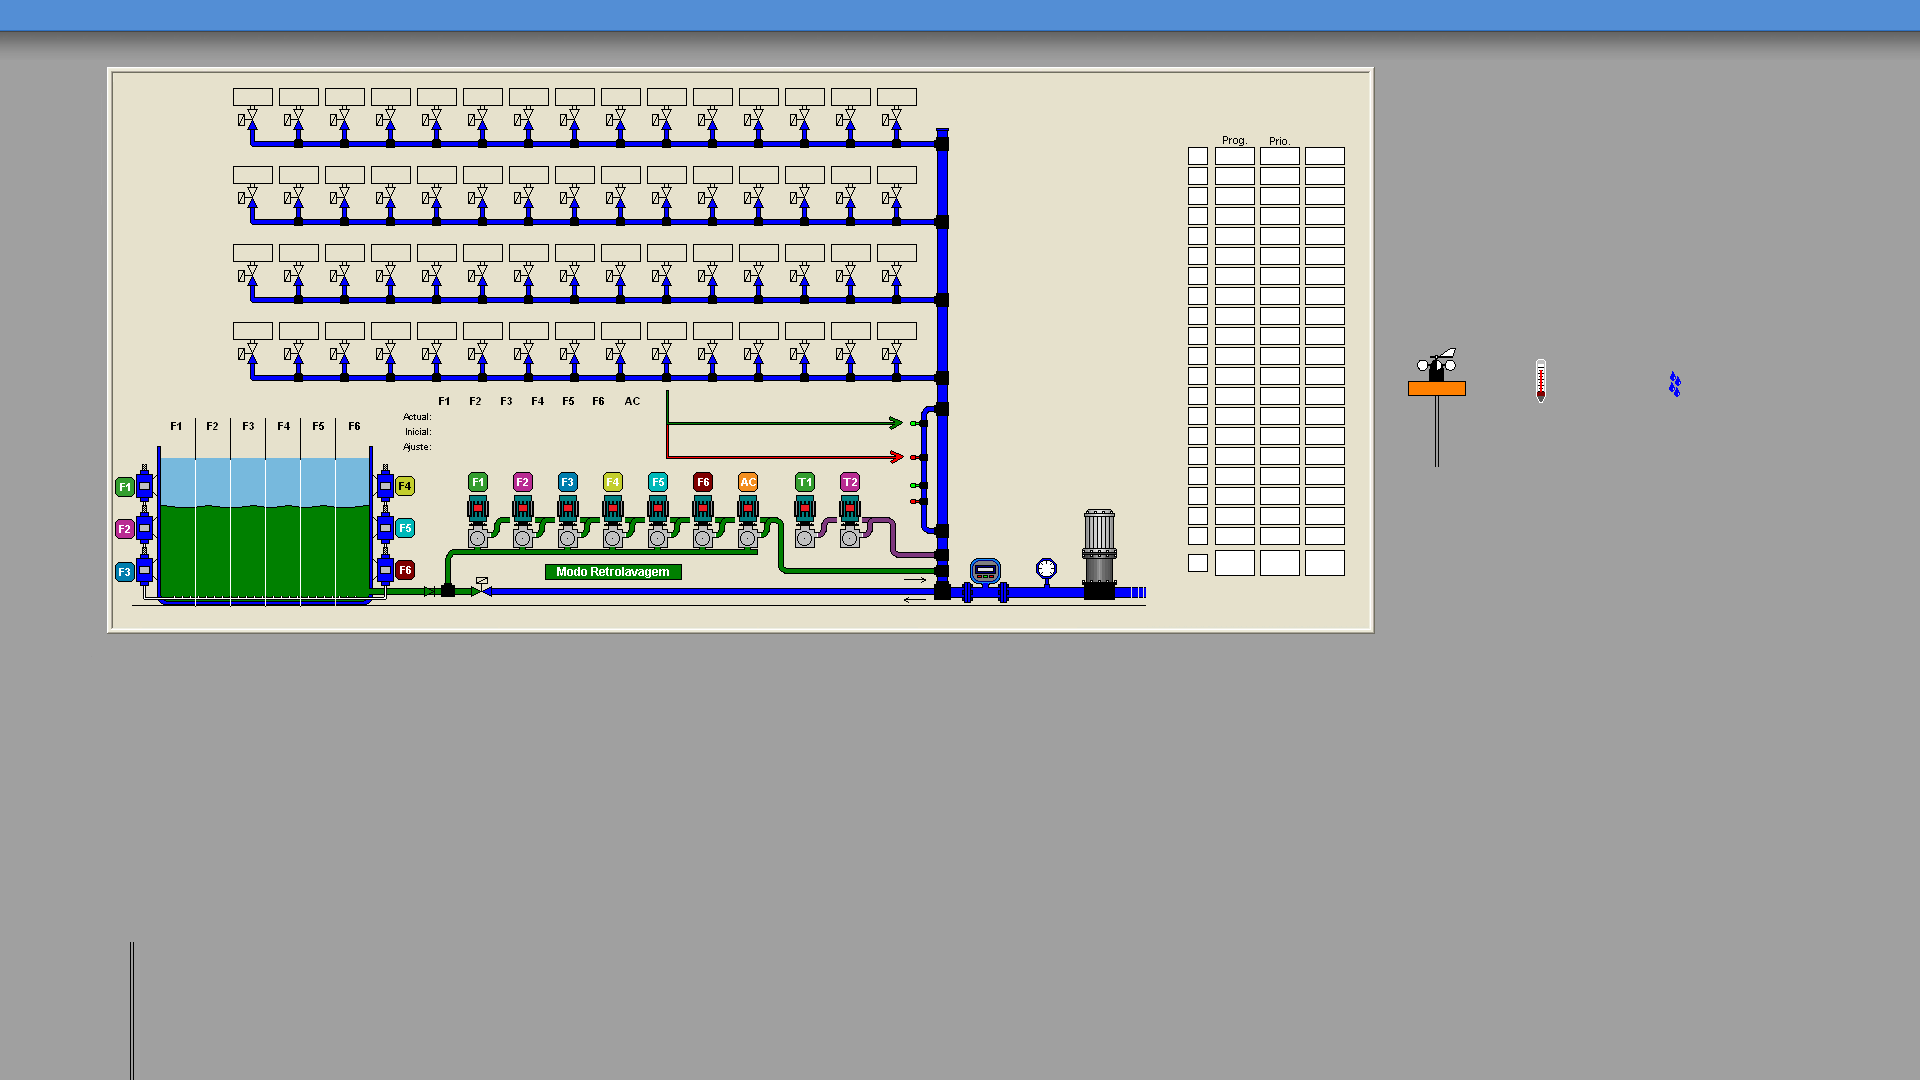 Prog. Prio.
F1 F2 F3 F4 F5 F6 AC
Actual:
Inicial:
Ajuste:
F1 F2 F3 F4 F5 F6
F1 F4
F2 F5
F3 F6
F1 F2 F3 F4 F5 F6 AC T1 T2
Modo Retrolavagem